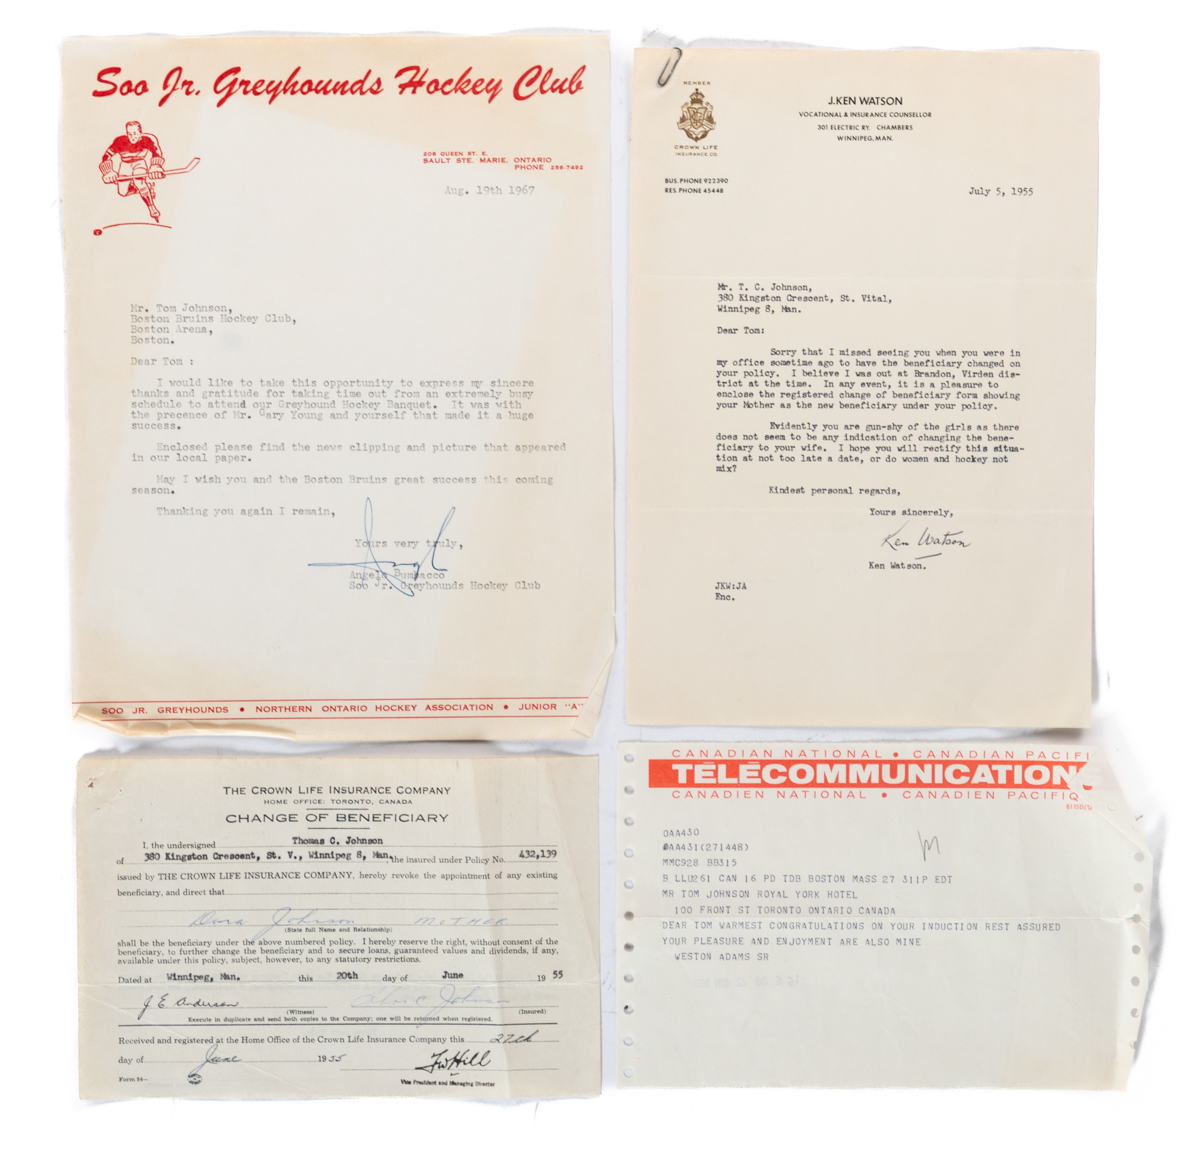 Soo Jr. Greyhounds Hockey Club
208 QUEEN ST. E.
SAULT STE. MARIE, ONTARIO
PHONE 256-7492
Aug. 19th 1967
Mr. Tom Johnson,
Boston Bruins Hockey Club,
Boston Arena,
Boston.
Dear Tom :
I would like to take this opportunity to express my sincere
thanks and gratitude for taking time out from an extremely busy
schedule to attend our Greyhound Hockey Banquet. It was with
the precence of Mr. Gary Young and yourself that made it a huge
success.
Enclosed please find the news clipping and picture that appeared
in our local paper.
May I wish you and the Boston Bruins great success this coming
season.
Thanking you again I remain,
Yours very truly,
Angelo Bumbacco
Soo Jr. Greyhounds Hockey Club
SOO JR. GREYHOUNDS • NORTHERN ONTARIO HOCKEY ASSOCIATION • JUNIOR "A"
MEMBER
CROWN LIFE
INSURANCE CO.
J. KEN WATSON
VOCATIONAL & INSURANCE COUNSELLOR
301 ELECTRIC RY. CHAMBERS
WINNIPEG, MAN.
BUS. PHONE 922390
RES. PHONE 45448
July 5, 1955
Mr. T. C. Johnson,
380 Kingston Crescent, St. Vital,
Winnipeg 8, Man.
Dear Tom:
Sorry that I missed seeing you when you were in
my office sometime ago to have the beneficiary changed on
your policy. I believe I was out at Brandon, Virden dis-
trict at the time. In any event, it is a pleasure to
enclose the registered change of beneficiary form showing
your Mother as the new beneficiary under your policy.
Evidently you are gun-shy of the girls as there
does not seem to be any indication of changing the bene-
ficiary to your wife. I hope you will rectify this situa-
tion at not too late a date, or do women and hockey not
mix?
Kindest personal regards,
Yours sincerely,
Ken Watson
Ken Watson.
JKW:JA
Enc.
THE CROWN LIFE INSURANCE COMPANY
HOME OFFICE: TORONTO, CANADA
CHANGE OF BENEFICIARY
I, the undersigned Thomas C. Johnson
of 380 Kingston Crescent, St. V., Winnipeg 8, Man. the insured under Policy No. 432,139
issued by THE CROWN LIFE INSURANCE COMPANY, hereby revoke the appointment of any existing
beneficiary, and direct that
Dora Johnson MOTHER
(State full Name and Relationship)
shall be the beneficiary under the above numbered policy. I hereby reserve the right, without consent of the
beneficiary, to further change the beneficiary and to secure loans, guaranteed values and dividends, if any,
available under this policy, subject, however, to any statutory restrictions.
Dated at Winnipeg, Man. this 20th day of June 19 55
J E Anderson C Johnson
(Witness) (Insured)
Execute in duplicate and send both copies to the Company; one will be returned when registered.
Received and registered at the Home Office of the Crown Life Insurance Company this 27th
day of June 1955 FW Hill
Form 84— Vice President and Managing Director
CANADIAN NATIONAL • CANADIAN PACIFI
TÉLÉCOMMUNICATION
CANADIEN NATIONAL • CANADIEN PACIFIQ
OAA430
OAA431(271448)
MMC928 BB315
B LLU261 CAN 16 PD TDB BOSTON MASS 27 311P EDT
MR TOM JOHNSON ROYAL YORK HOTEL
100 FRONT ST TORONTO ONTARIO CANADA
DEAR TOM WARMEST CONGRATULATIONS ON YOUR INDUCTION REST ASSURED
YOUR PLEASURE AND ENJOYMENT ARE ALSO MINE
WESTON ADAMS SR